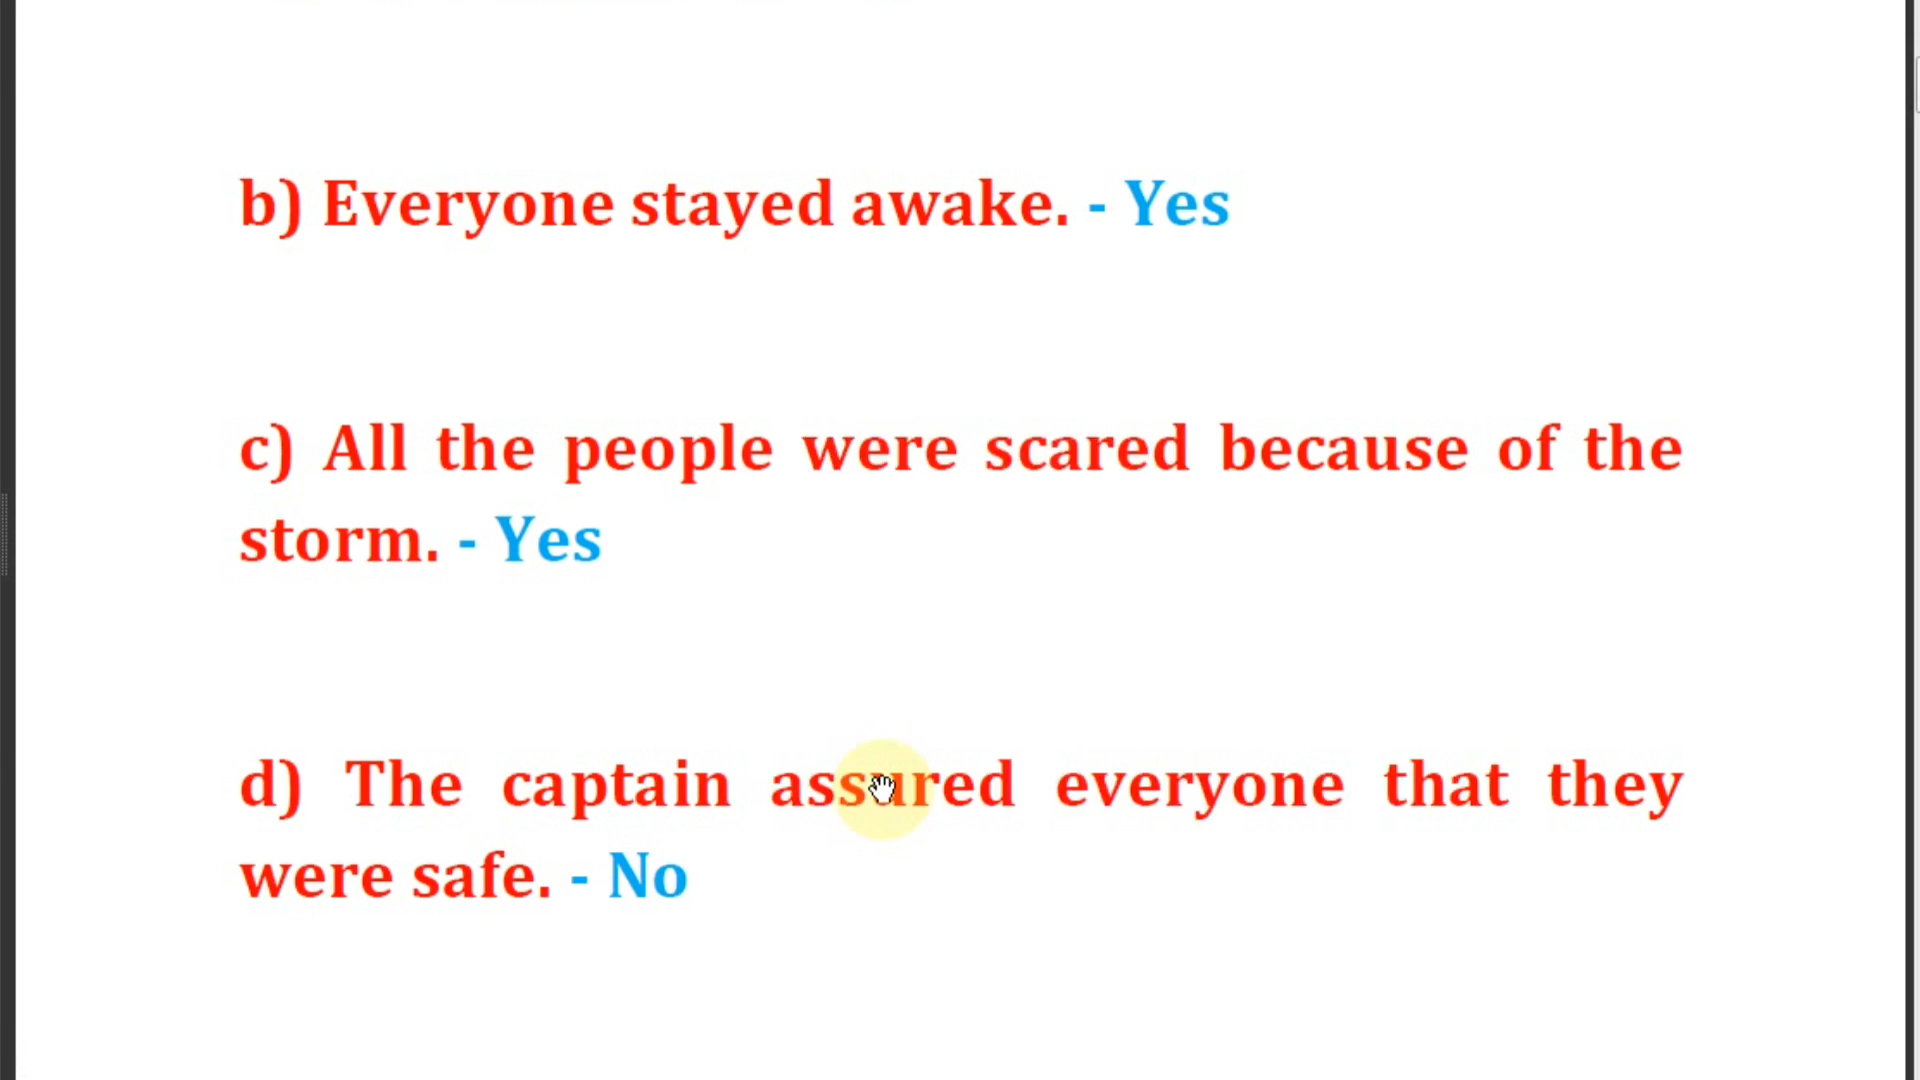 b) Everyone stayed awake. - Yes
c) All the people were scared because of the
storm. - Yes
d) The captain assured everyone that they
were safe. - No